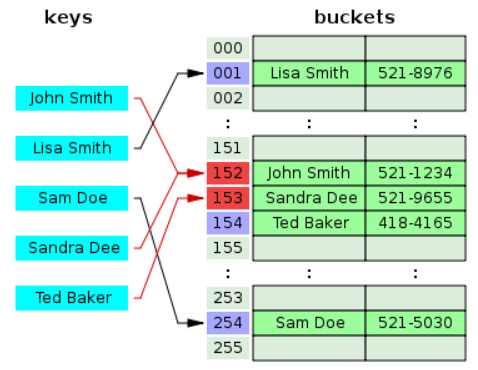 keys buckets
000
001 Lisa Smith 521-8976
John Smith 002
: : :
Lisa Smith 151
152 John Smith 521-1234
Sam Doe 153 Sandra Dee 521-9655
154 Ted Baker 418-4165
Sandra Dee 155
: : :
Ted Baker 253
254 Sam Doe 521-5030
255